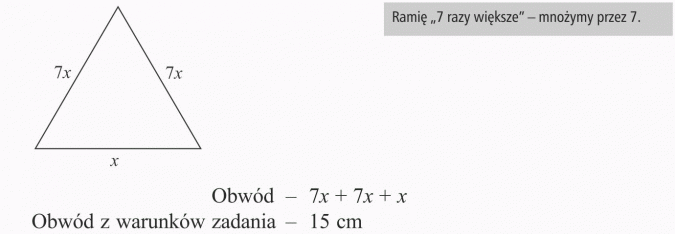 Ramię „7 razy większe” – mnożymy przez 7.
7x 7x
x
Obwód – 7x + 7x + x
Obwód z warunków zadania – 15 cm